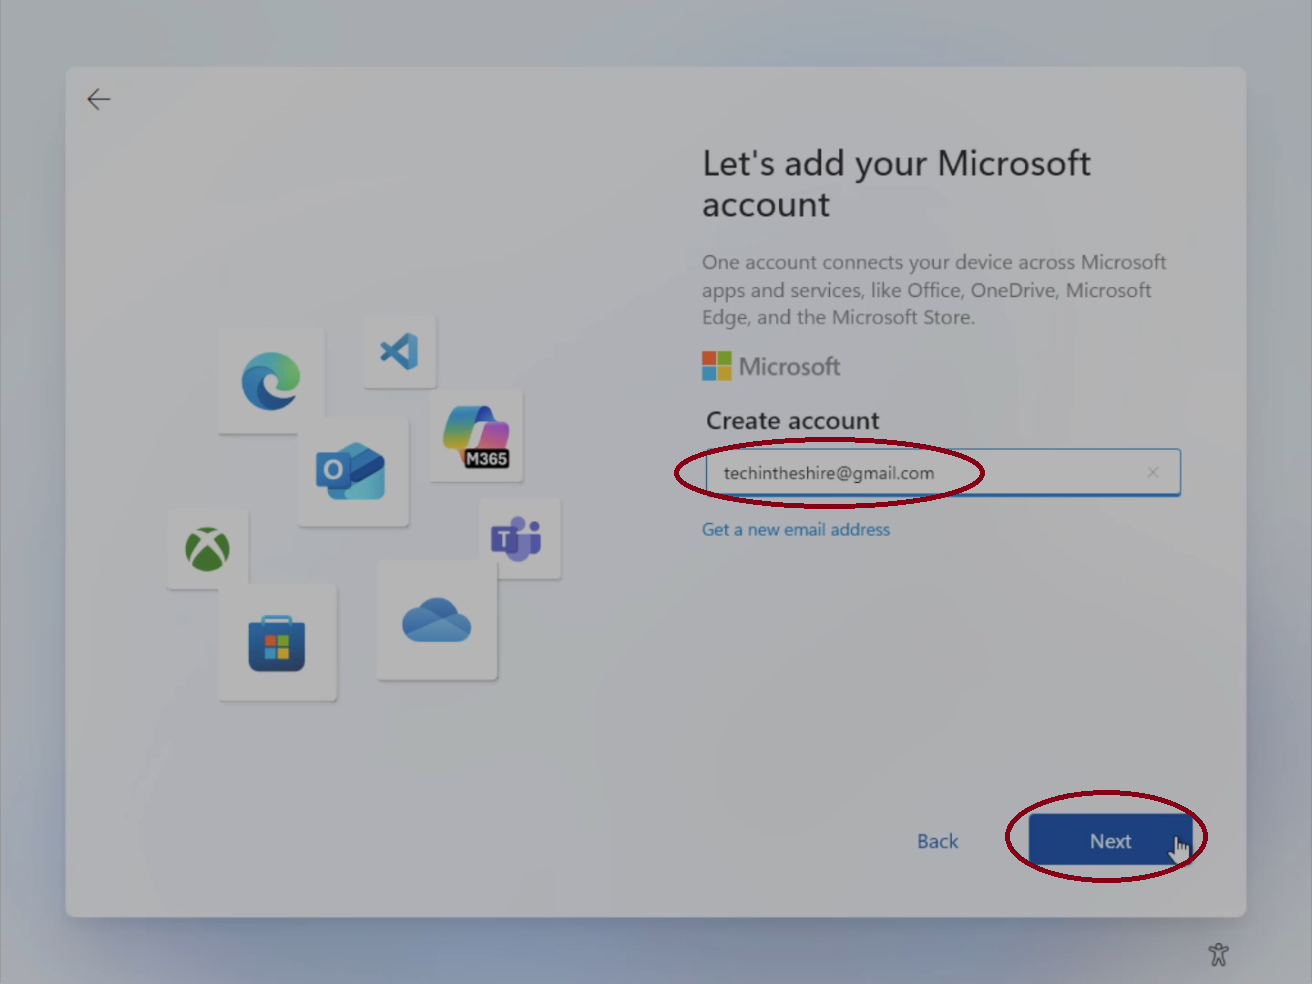 Let's add your Microsoft
account
One account connects your device across Microsoft
apps and services, like Office, OneDrive, Microsoft
Edge, and the Microsoft Store.
Microsoft
Create account
techintheshire@gmail.com
Get a new email address
M365
O
T
Back
Next